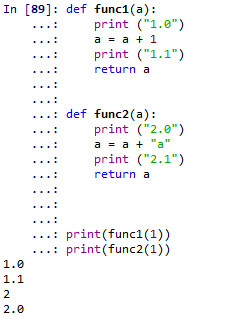 In [89]: def func1(a):
    ...:     print ("1.0")
    ...:     a = a + 1
    ...:     print ("1.1")
    ...:     return a
    ...:
    ...:
    ...: def func2(a):
    ...:     print ("2.0")
    ...:     a = a + "a"
    ...:     print ("2.1")
    ...:     return a
    ...:
    ...:
    ...:
    ...: print(func1(1))
    ...: print(func2(1))
1.0
1.1
2
2.0